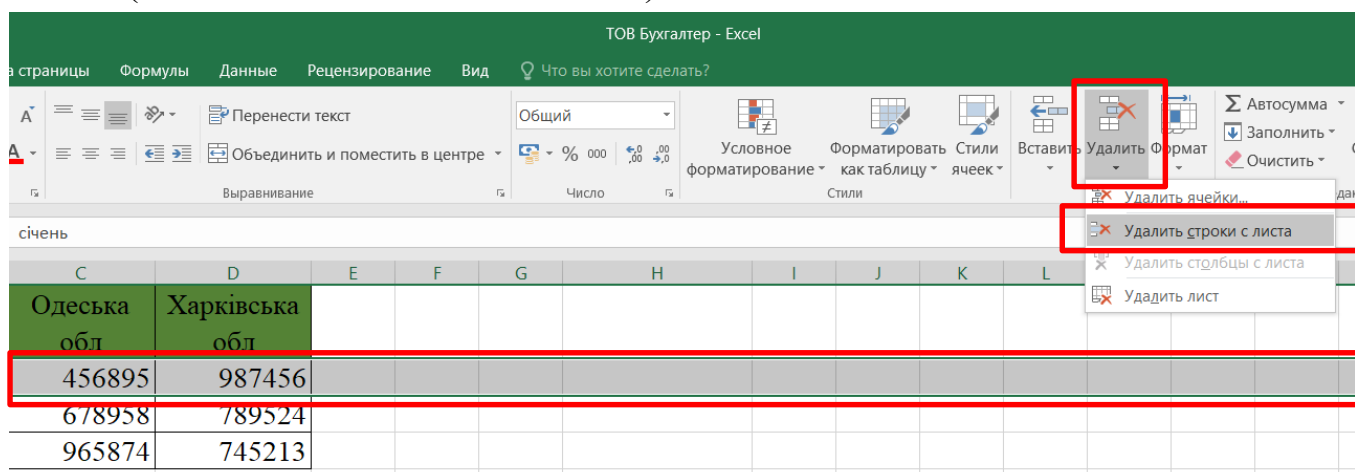 ТОВ Бухгалтер - Excel
а страницы Формулы Данные Рецензирование Вид Что вы хотите сделать?
Перенести текст Общий Σ Автосумма
Заполнить
Объединить и поместить в центре % 000 Условное Форматировать Стили Вставить Удалить Формат
форматирование как таблицу ячеек Очистить
Выравнивание Число Стили
Удалить ячейки...
січень
Удалить строки с листа
Удалить столбцы с листа
Удалить лист
C D E F G H I J K L
Одеська Харківська
обл обл
456895 987456
678958 789524
965874 745213